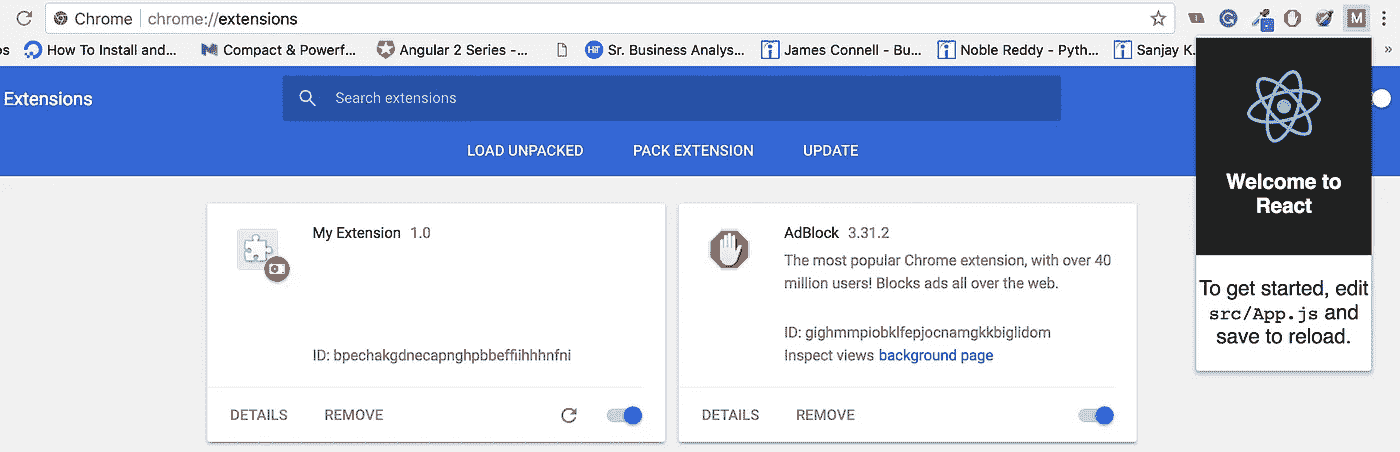 Chrome chrome://extensions
os How To Install and... Compact & Powerf... Angular 2 Series -... Sr. Business Analys... James Connell - Bu... Noble Reddy - Pyth... Sanjay K. »
M
Extensions
Search extensions
LOAD UNPACKED PACK EXTENSION UPDATE
Welcome to
React
To get started, edit
src/App.js and
save to reload.
My Extension 1.0
ID: bpechakgdnecapnghpbbeffiihhhnfni
DETAILS REMOVE
AdBlock 3.31.2
The most popular Chrome extension, with over 40
million users! Blocks ads all over the web.
ID: gighmmpiobklfepjocnamgkkbiglidom
Inspect views background page
DETAILS REMOVE